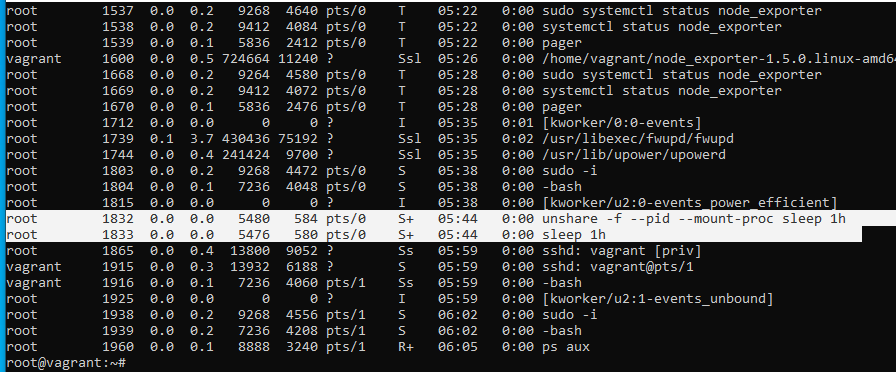 root 1537 0.0 0.2 9268 4640 pts/0 T 05:22 0:00 sudo systemctl status node_exporter
root 1538 0.0 0.2 9412 4084 pts/0 T 05:22 0:00 systemctl status node_exporter
root 1539 0.0 0.1 5836 2412 pts/0 T 05:22 0:00 pager
vagrant 1600 0.0 0.5 724664 11240 ? Ssl 05:26 0:00 /home/vagrant/node_exporter-1.5.0.linux-amd64
root 1668 0.0 0.2 9264 4580 pts/0 T 05:28 0:00 sudo systemctl status node_exporter
root 1669 0.0 0.2 9412 4072 pts/0 T 05:28 0:00 systemctl status node_exporter
root 1670 0.0 0.1 5836 2476 pts/0 T 05:28 0:00 pager
root 1712 0.0 0.0 0 0 ? I 05:35 0:01 [kworker/0:0-events]
root 1739 0.1 3.7 430436 75192 ? Ssl 05:35 0:02 /usr/libexec/fwupd/fwupd
root 1744 0.0 0.4 241424 9700 ? Ssl 05:35 0:00 /usr/lib/upower/upowerd
root 1803 0.0 0.2 9268 4472 pts/0 S 05:38 0:00 sudo -i
root 1804 0.0 0.1 7236 4048 pts/0 S 05:38 0:00 -bash
root 1815 0.0 0.0 0 0 ? I 05:38 0:00 [kworker/u2:0-events_power_efficient]
root 1832 0.0 0.0 5480 584 pts/0 S+ 05:44 0:00 unshare -f --pid --mount-proc sleep 1h
root 1833 0.0 0.0 5476 580 pts/0 S+ 05:44 0:00 sleep 1h
root 1865 0.0 0.4 13800 9052 ? Ss 05:59 0:00 sshd: vagrant [priv]
vagrant 1915 0.0 0.3 13932 6188 ? S 05:59 0:00 sshd: vagrant@pts/1
vagrant 1916 0.0 0.1 7236 4060 pts/1 Ss 05:59 0:00 -bash
root 1925 0.0 0.0 0 0 ? I 05:59 0:00 [kworker/u2:1-events_unbound]
root 1938 0.0 0.2 9268 4556 pts/1 S 06:02 0:00 sudo -i
root 1939 0.0 0.2 7236 4208 pts/1 S 06:02 0:00 -bash
root 1960 0.0 0.1 8888 3240 pts/1 R+ 06:05 0:00 ps aux
root@vagrant:~#